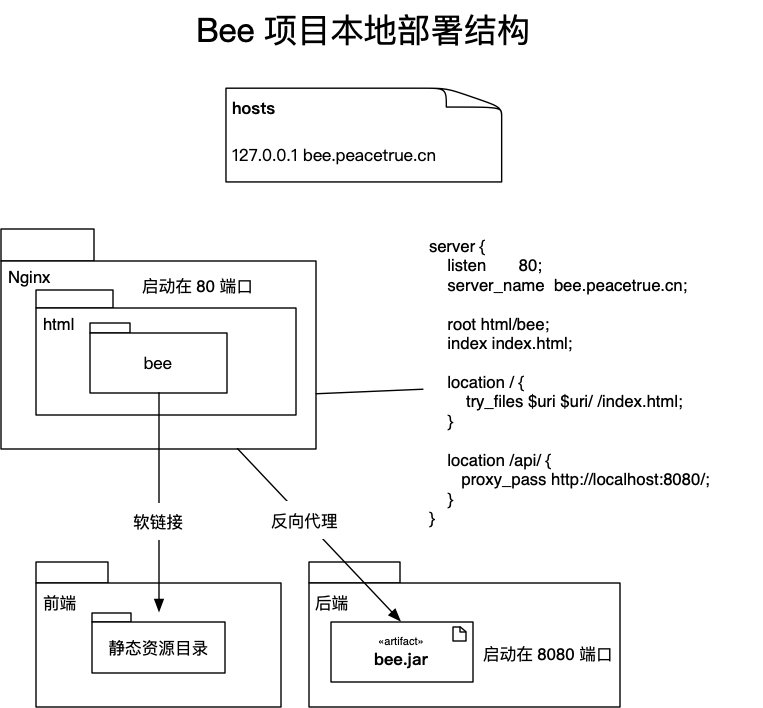 Bee 项目本地部署结构
hosts
127.0.0.1 bee.peacetrue.cn
Nginx
启动在 80 端口
html
bee
server {
listen 80;
server_name bee.peacetrue.cn;
root html/bee;
index index.html;
location / {
try_files $uri $uri/ /index.html;
}
location /api/ {
proxy_pass http://localhost:8080/;
}
}
软链接
反向代理
前端
静态资源目录
后端
«artifact»
bee.jar
启动在 8080 端口